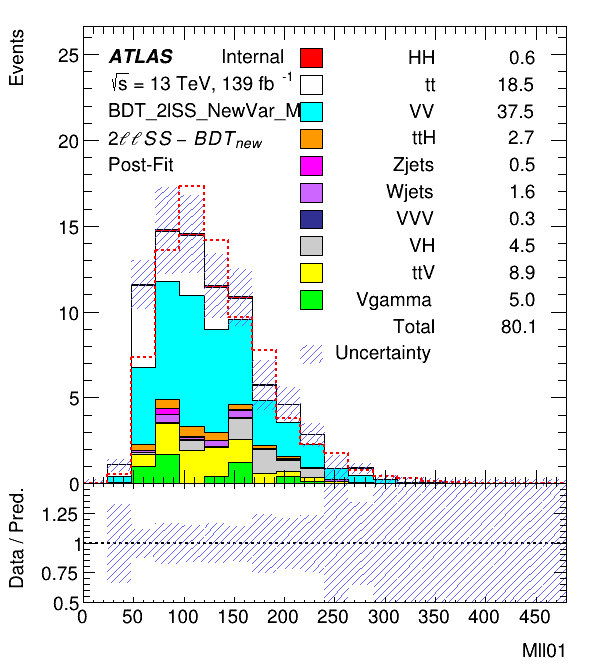 Events
25
20
15
10
5
0
ATLAS Internal
√s = 13 TeV, 139 fb -1
BDT_2lSS_NewVar_M
2ℓℓSS − BDTnew
Post-Fit
HH 0.6
tt 18.5
VV 37.5
ttH 2.7
Zjets 0.5
Wjets 1.6
VVV 0.3
VH 4.5
ttV 8.9
Vgamma 5.0
Total 80.1
Uncertainty
Data / Pred.
1.25
1
0.75
0.5
0 50 100 150 200 250 300 350 400 450
Mll01